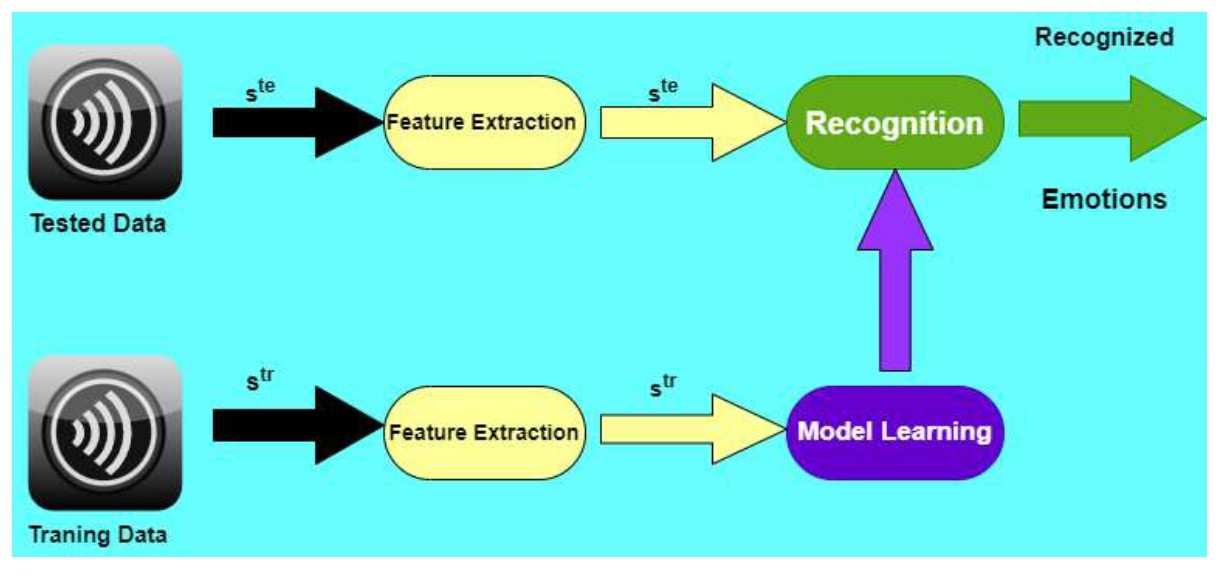 Recognized
s^te
s^te
Feature Extraction
Recognition
Emotions
Tested Data
s^tr
s^tr
Feature Extraction
Model Learning
Traning Data